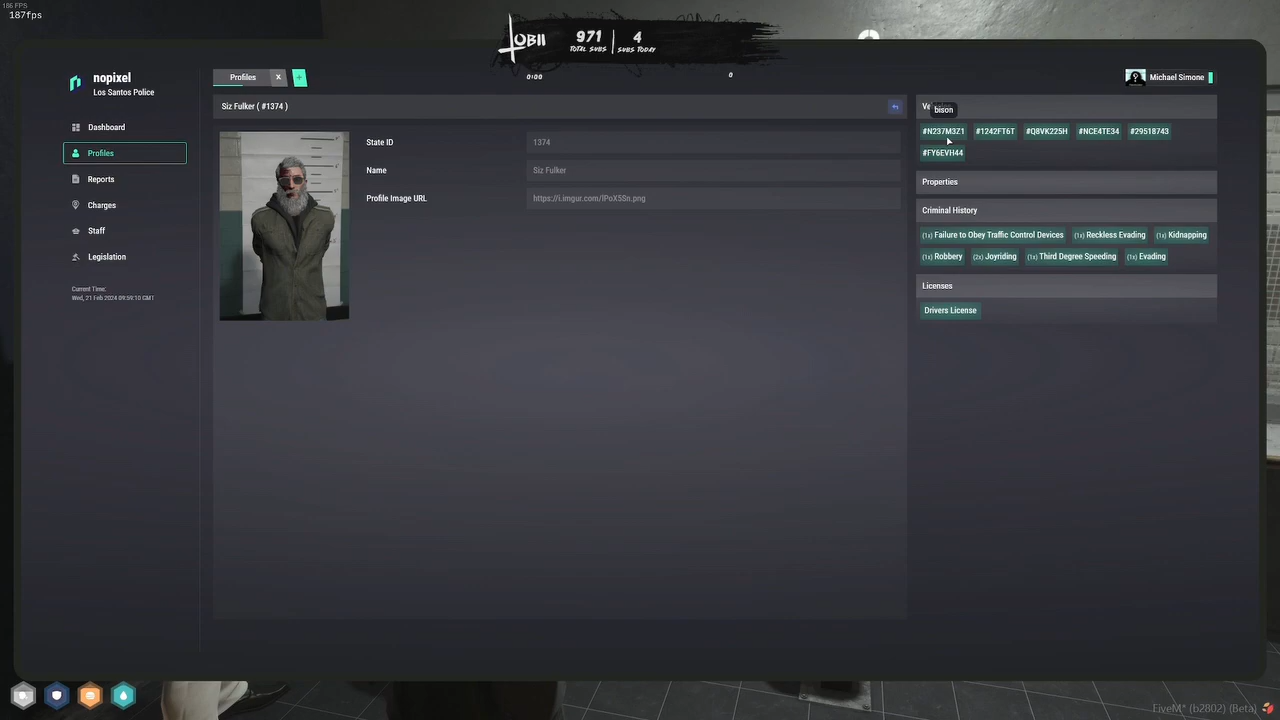 186 FPS
187fps
TOBII
971 | 4
TOTAL SUBS SUBS TODAY
0:00 0
nopixel
Los Santos Police
Dashboard
Profiles
Reports
Charges
Staff
Legislation
Current Time:
Wed, 21 Feb 2024 09:59:10 GMT
Profiles X +
Michael Simone
Siz Fulker ( #1374 )
State ID 1374
Name Siz Fulker
Profile Image URL https://i.imgur.com/IPoX5Sn.png
bison
#N237M3Z1 #1242FT6T #Q8VK225H #NCE4TE34 #29518743
#FY6EVH44
Properties
Criminal History
(1x) Failure to Obey Traffic Control Devices (1x) Reckless Evading (1x) Kidnapping
(1x) Robbery (2x) Joyriding (1x) Third Degree Speeding (1x) Evading
Licenses
Drivers License
FiveM* (b2802) (Beta)